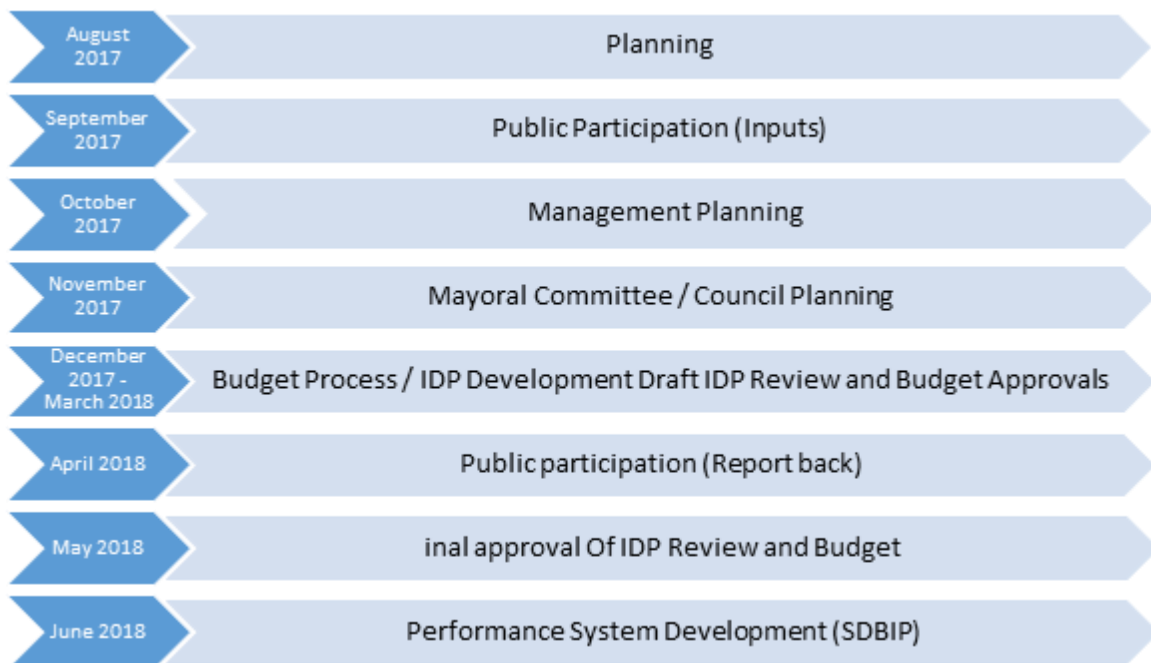 August
2017
Planning
September
2017
Public Participation (Inputs)
October
2017
Management Planning
November
2017
Mayoral Committee / Council Planning
December
2017 -
March 2018
Budget Process / IDP Development Draft IDP Review and Budget Approvals
April 2018
Public participation (Report back)
May 2018
inal approval Of IDP Review and Budget
June 2018
Performance System Development (SDBIP)